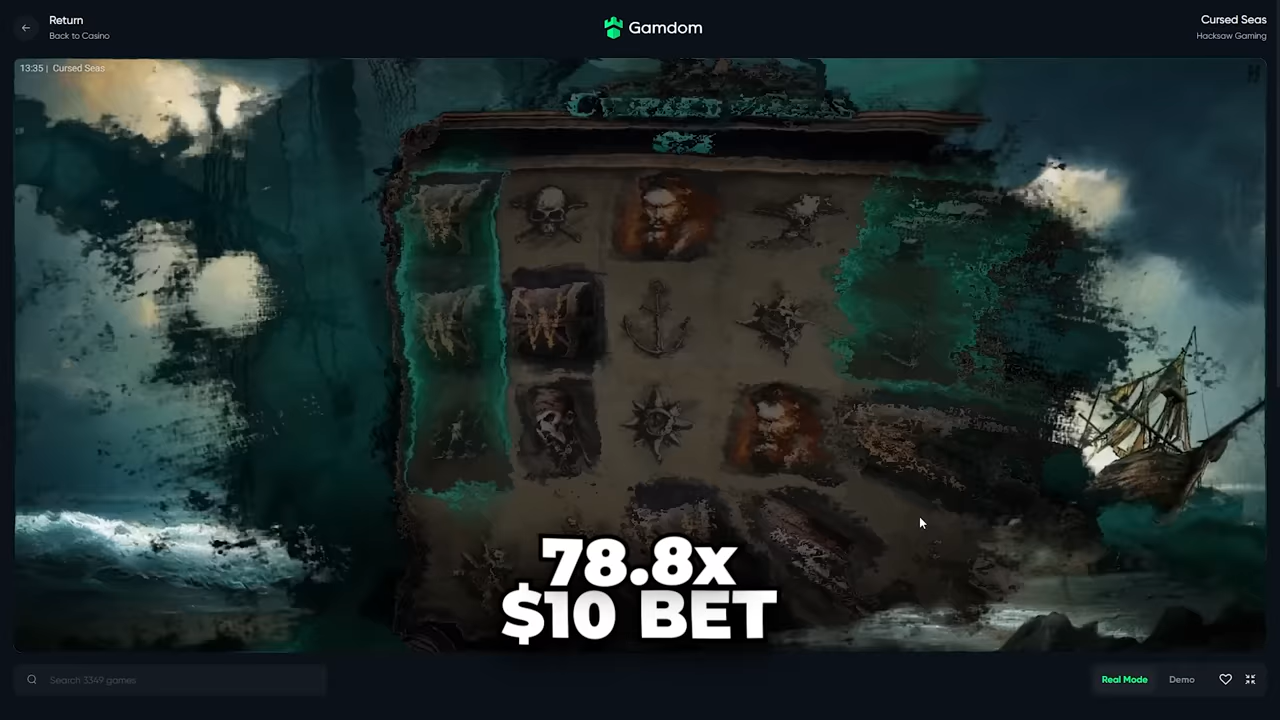 Return
Back to Casino
Gamdom
Cursed Seas
Hacksaw Gaming
13:35 | Cursed Seas
78.8x
$10 BET
Search 3349 games
Real Mode
Demo